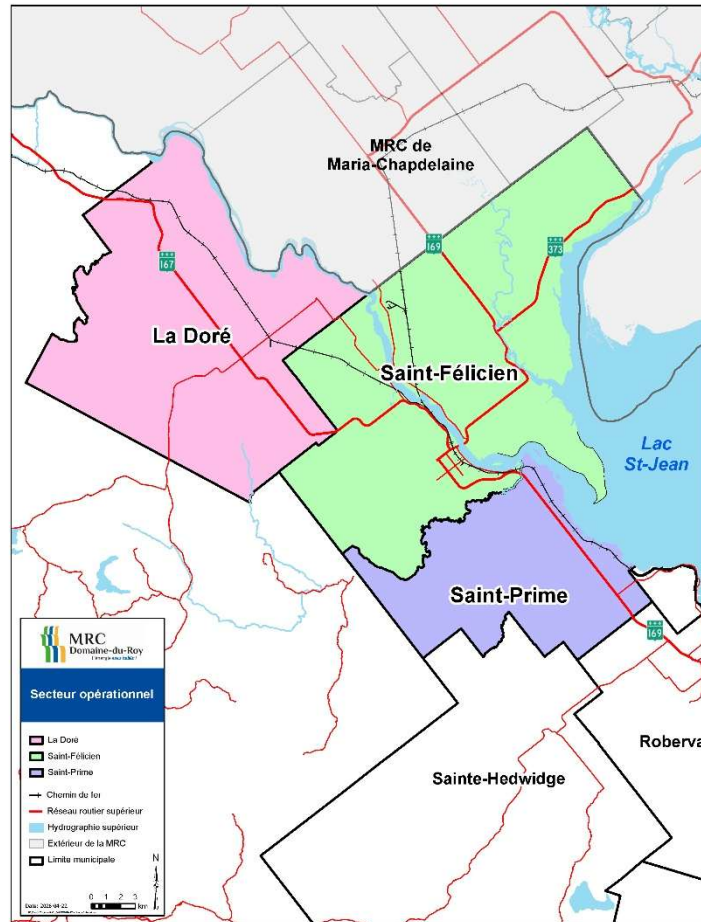 MRC de
Maria-Chapdelaine
169
373
167
La Doré
Saint-Félicien
Lac
St-Jean
Saint-Prime
169
Roberva
Sainte-Hedwidge
MRC
Domaine-du-Roy
Secteur opérationnel
La Doré
Saint-Félicien
Saint-Prime
Chemin de fer
Réseau routier supérieur
Hydrographie supérieur
Extérieur de la MRC
Limite municipale
N
0 1 2 3
km